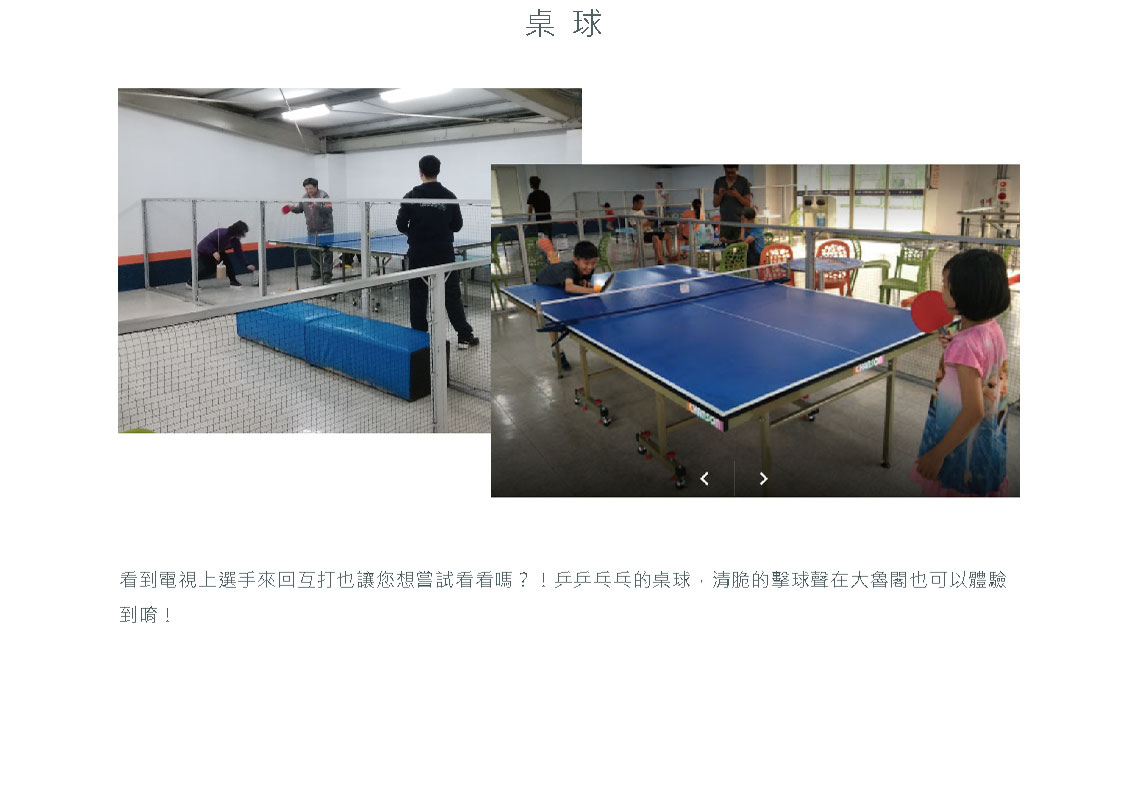 桌 球
看到電視上選手來回互打也讓您想嘗試看看嗎？！乒乒乓乓的桌球，清脆的擊球聲在大魯閣也可以體驗
到唷！